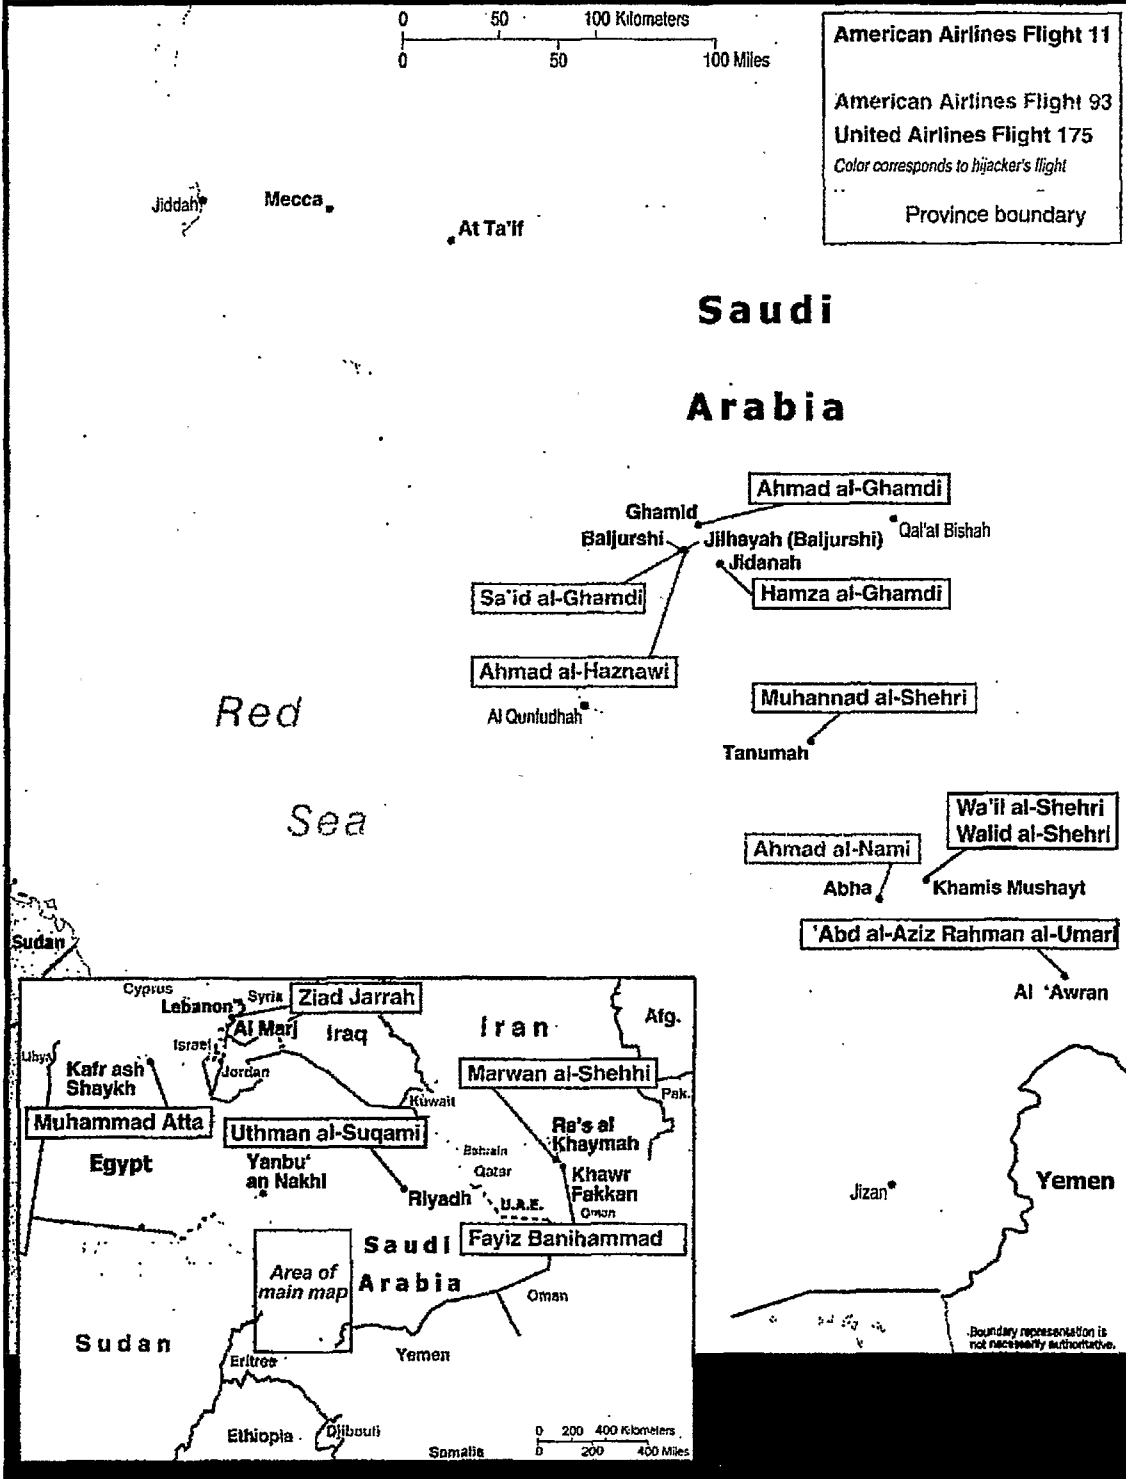 0 50 100 Kilometers
0 50 100 Miles
American Airlines Flight 11
American Airlines Flight 93
United Airlines Flight 175
Color corresponds to hijacker's flight
Province boundary
Jiddah
Mecca
At Ta'if
Saudi
Arabia
Ahmad al-Ghamdi
Ghamid
Qal'al Bishah
Baljurshi
Jilhayah (Baljurshi)
Jidanah
Sa'id al-Ghamdi
Hamza al-Ghamdi
Ahmad al-Haznawi
Al Qunfudhah
Red
Sea
Muhannad al-Shehri
Tanumah
Wa'il al-Shehri
Walid al-Shehri
Ahmad al-Nami
Abha
Khamis Mushayt
'Abd al-Aziz Rahman al-Umari
Al 'Awran
Sudan
Cyprus
Lebanon
Syria
Ziad Jarrah
Al Marj
Iraq
Iran
Afg.
Israel
Libya
Jordan
Kafr ash
Shaykh
Marwan al-Shehhi
Pak.
Kuwait
Muhammad Atta
Uthman al-Suqami
Ra's al
Khaymah
Egypt
Yanbu'
an Nakhl
Bahrain
Qatar
Riyadh
Khawr
Fakkan
U.A.E.
Oman
Saudi
Arabia
Fayiz Banihammad
Area of
main map
Oman
Sudan
Yemen
Eritrea
Ethiopia
Djibouti
Somalia
0 200 400 Kilometers
0 200 400 Miles
Jizan
Yemen
Boundary representation is
not necessarily authoritative.